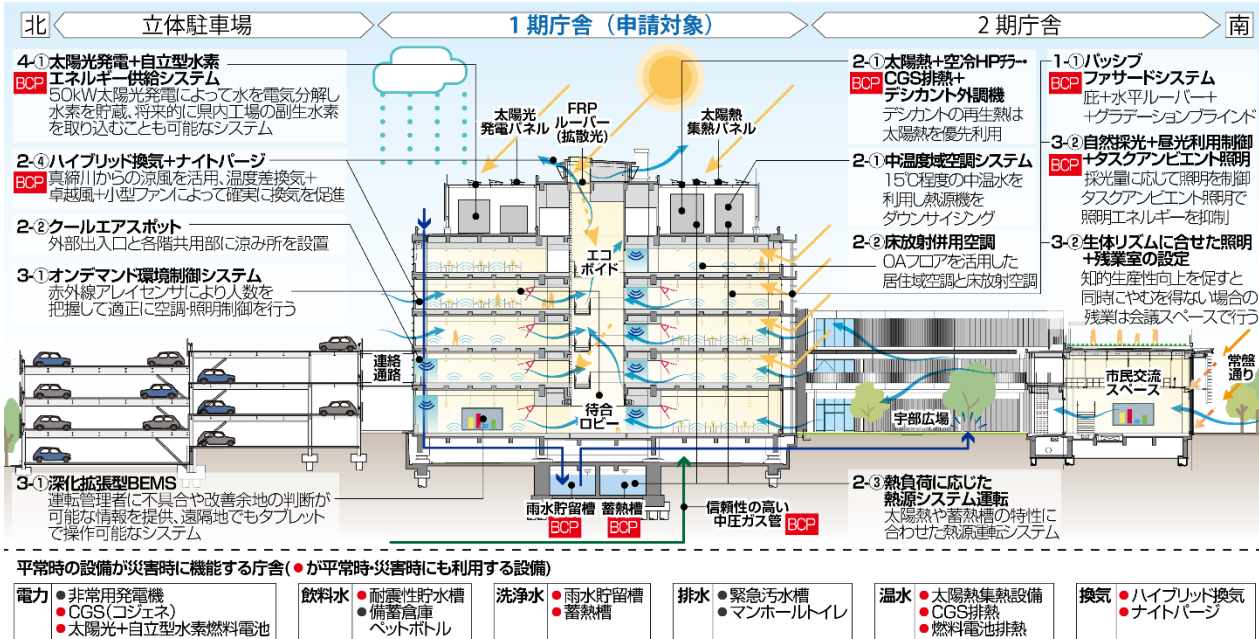 北
立体駐車場
1期庁舎（申請対象）
2期庁舎
南
4-①太陽光発電+自立型水素
BCP
エネルギー供給システム
50kW太陽光発電によって水を電気分解し
水素を貯蔵、将来的に県内工場の副生水素
を取り込むことも可能なシステム
2-④ハイブリッド換気+ナイトパージ
BCP
真締川からの涼風を活用、温度差換気+
卓越風+小型ファンによって確実に換気を促進
2-②クールエアスポット
外部出入口と各階共用部に涼み所を設置
3-①オンデマンド環境制御システム
赤外線アレイセンサにより人数を
把握して適正に空調・照明制御を行う
太陽光
発電パネル
FRP
ルーバー
(拡散光)
太陽熱
集熱パネル
エコ
ボイド
待合
ロビー
連絡
通路
2-①太陽熱+空冷HPチラー・
BCP
CGS排熱+
デシカント外調機
デシカントの再生熱は
太陽熱を優先利用
2-①中温度域空調システム
15℃程度の中温水を
利用し熱源機を
ダウンサイジング
2-②床放射併用空調
OAフロアを活用した
居住域空調と床放射空調
1-①パッシブ
BCP
ファサードシステム
庇+水平ルーバー+
+グラデーションブラインド
3-②自然採光+昼光利用制御
BCP
+タスクアンビエント照明
採光量に応じて照明を制御
タスクアンビエント照明で
照明エネルギーを抑制
3-②生体リズムに合せた照明
+残業室の設定
知的生産性向上を促すと
同時にやむを得ない場合の
残業は会議スペースで行う
市民交流
スペース
常盤
通り
宇部広場
3-①深化拡張型BEMS
運転管理者に不具合や改善余地の判断が
可能な情報を提供、遠隔地でもタブレット
で操作可能なシステム
雨水貯留槽
BCP
蓄熱槽
BCP
信頼性の高い
中圧ガス管
BCP
2-③熱負荷に応じた
熱源システム運転
太陽熱や蓄熱槽の特性に
合わせた熱源運転システム
平常時の設備が災害時に機能する庁舎(●が平常時・災害時にも利用する設備)
電力
●非常用発電機
●CGS(コジェネ)
●太陽光+自立型水素燃料電池
飲料水
●耐震性貯水槽
●備蓄倉庫
ペットボトル
洗浄水
●雨水貯留槽
●蓄熱槽
排水
●緊急汚水槽
●マンホールトイレ
温水
●太陽熱集熱設備
●CGS排熱
●燃料電池排熱
換気
●ハイブリッド換気
●ナイトパージ